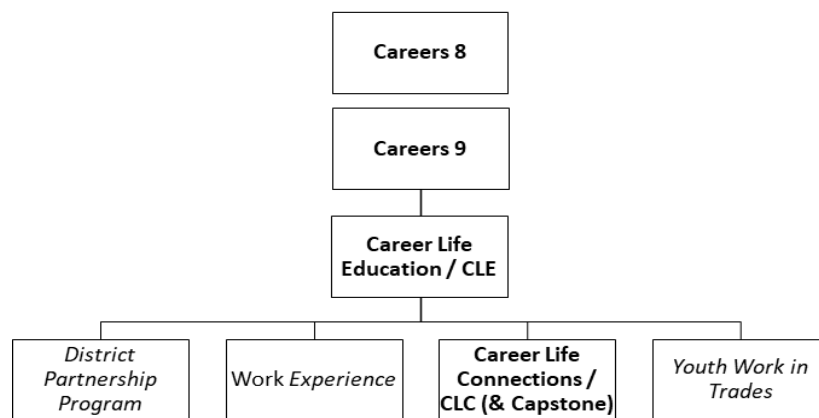 Careers 8
Careers 9
Career Life
Education / CLE
District
Partnership
Program
Work Experience
Career Life
Connections /
CLC (& Capstone)
Youth Work in
Trades